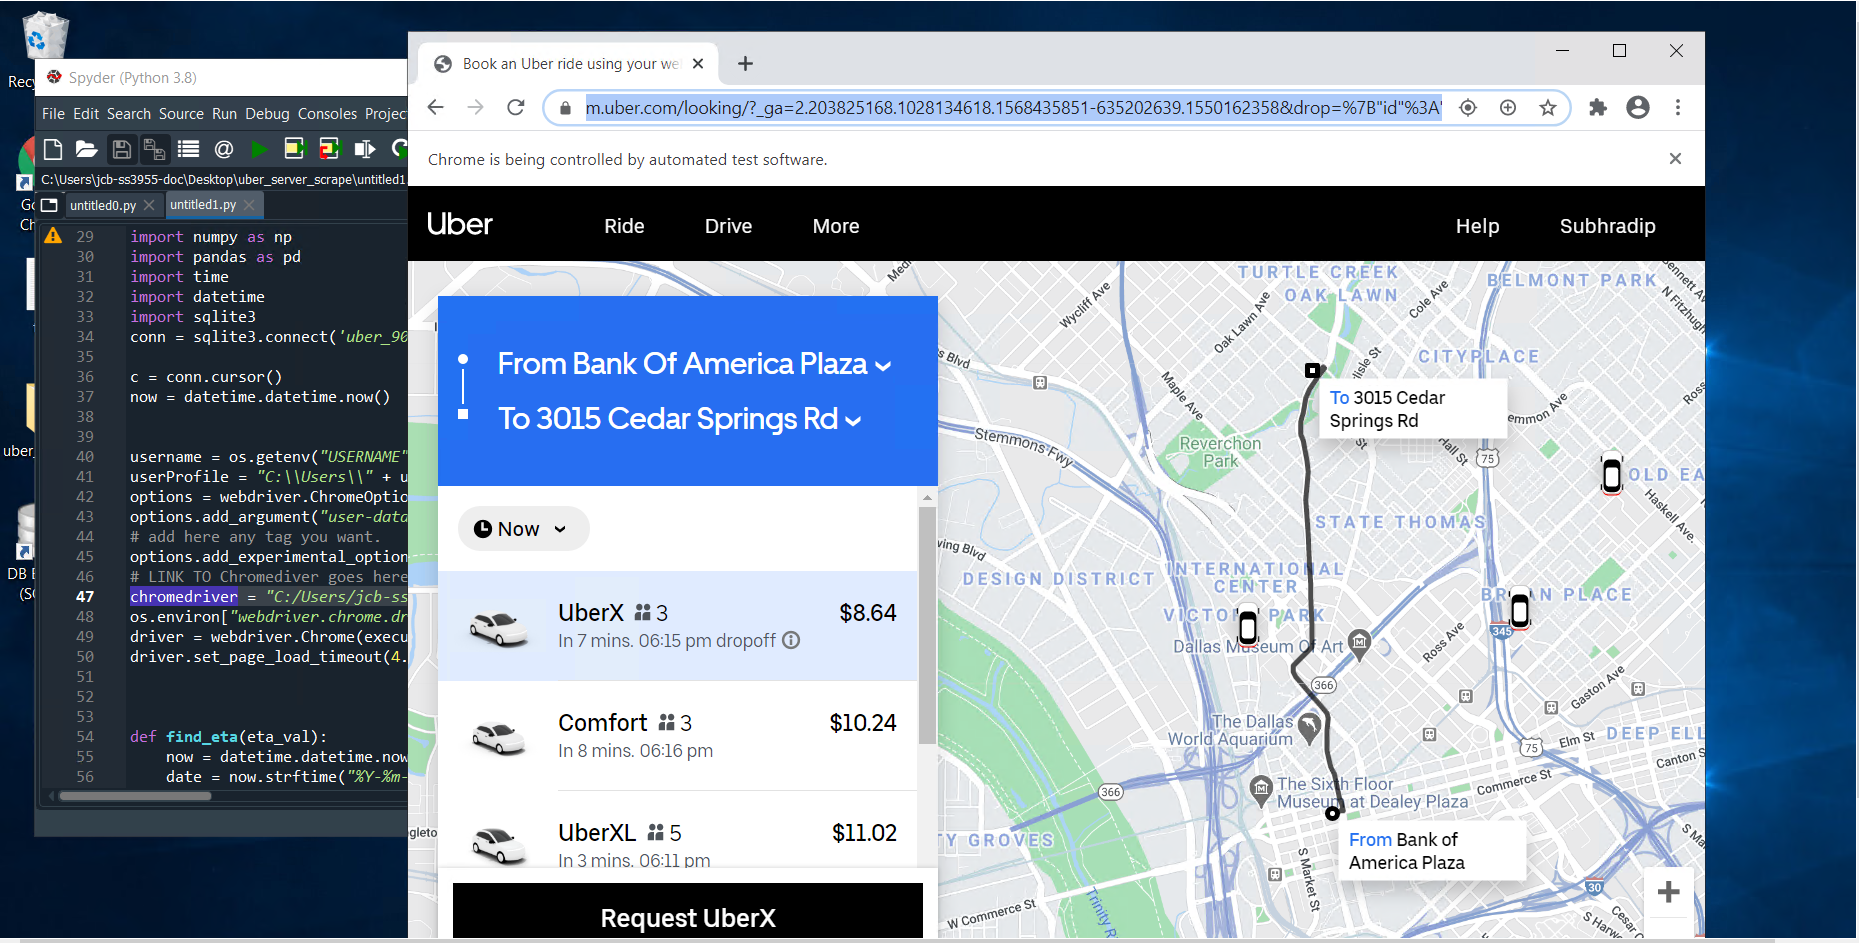 Spyder (Python 3.8)
File Edit Search Source Run Debug Consoles
C:\Users\jcb-ss3955-doc\Desktop\uber_server_scrape\untitled1
untitled0.py
untitled1.py
29 import numpy as np
30 import pandas as pd
31 import time
32 import datetime
33 import sqlite3
34 conn = sqlite3.connect('uber_90
35
36 c = conn.cursor()
37 now = datetime.datetime.now()
38
39
40 username = os.getenv("USERNAME"
41 userProfile = "C:\\Users\\" + u
42 options = webdriver.ChromeOptio
43 options.add_argument("user-data
44 # add here any tag you want.
45 options.add_experimental_option
46 # LINK TO Chromediver goes here
47 chromedriver = "C:/Users/jcb-ss
48 os.environ["webdriver.chrome.dr
49 driver = webdriver.Chrome(execu
50 driver.set_page_load_timeout(4.
51
52
53
54 def find_eta(eta_val):
55 now = datetime.datetime.now
56 date = now.strftime("%Y-%m-
Book an Uber ride using your we
m.uber.com/looking/?_ga=2.203825168.1028134618.1568435851-635202639.1550162358&drop=%7B"id"%3A"
Chrome is being controlled by automated test software.
Uber Ride Drive More Help Subhradip
From Bank Of America Plaza
To 3015 Cedar Springs Rd
Now
UberX 3 $8.64
In 7 mins. 06:15 pm dropoff
Comfort 3 $10.24
In 8 mins. 06:16 pm
UberXL 5 $11.02
In 3 mins. 06:11 pm
Request UberX
TURTLE CREEK
OAK LAWN
BELMONT PARK
Wycliff Ave
Oak Lawn Ave
Cole Ave
N Fitzhugh
CITYPLACE
Maple Ave
To 3015 Cedar
Springs Rd
Stemmons Fwy
Reverchon
Park
Hall St
75
OLD EA
Haskell Ave
STATE THOMAS
INTERNATIONAL
CENTER
DESIGN DISTRICT
VICTO PARK
PLACE
345
Dallas Museum Of Art
Ross Ave
366
Gaston Ave
The Dallas
World Aquarium
75
Elm St
DEEP ELL
Canton S
The Sixth Floor
Museum at Dealey Plaza
Commerce St
366
TY GROVES
From Bank of
America Plaza
S Market St
30
W Commerce St
Trinity R